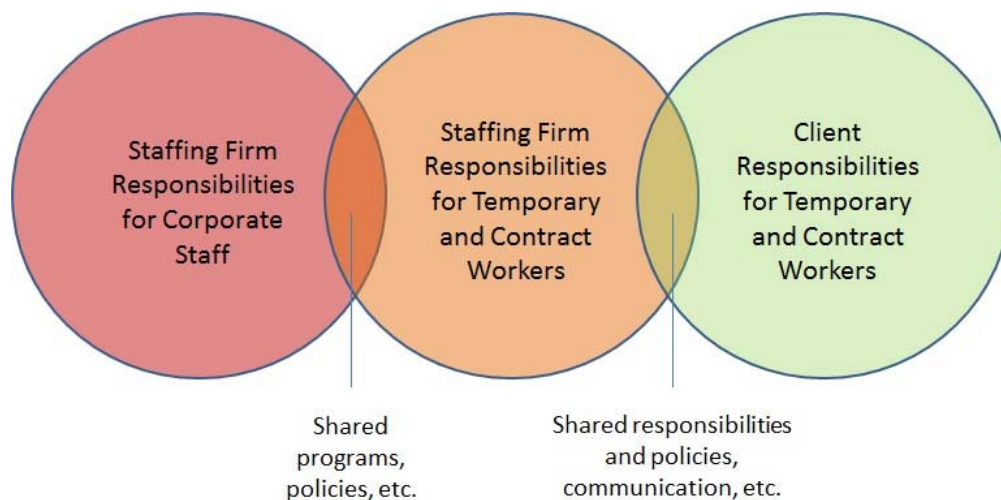 Staffing Firm
Responsibilities
for Corporate
Staff
Staffing Firm
Responsibilities
for Temporary
and Contract
Workers
Client
Responsibilities
for Temporary
and Contract
Workers
Shared
programs,
policies, etc.
Shared responsibilities
and policies,
communication, etc.